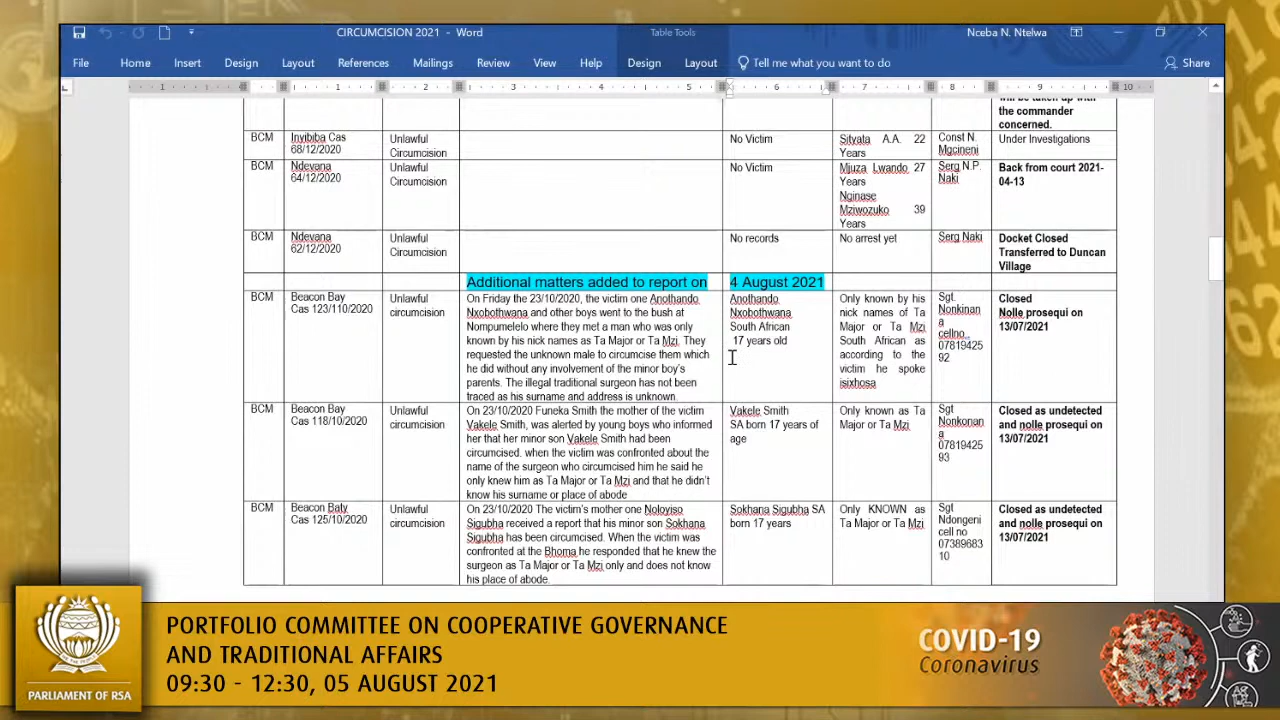 CIRCUMCISION 2021 - Word
Table Tools
Nceba N. Ntelwa
File Home Insert Design Layout References Mailings Review View Help Design Layout Tell me what you want to do Share
1 1 2 3 4 5 6 7 8 9 10
will be taken up with
the commander
concerned.
BCM
Inyibiba Cas
68/12/2020
Unlawful
Circumcision
No Victim
Sityata A.A. 22
Years
Const N.
Mgcineni
Under Investigations
BCM
Ndevana
64/12/2020
Unlawful
Circumcision
No Victim
Mjuza Lwando 27
Years
Nginase
Mziwozuko 39
Years
Serg N.P.
Naki
Back from court 2021-
04-13
BCM
Ndevana
62/12/2020
Unlawful
Circumcision
No records
No arrest yet
Serg Naki
Docket Closed
Transferred to Duncan
Village
Additional matters added to report on
4 August 2021
BCM
Beacon Bay
Cas 123/110/2020
Unlawful
circumcision
On Friday the 23/10/2020, the victim one Anothando
Nxobothwana and other boys went to the bush at
Nompumelelo where they met a man who was only
known by his nick names as Ta Major or Ta Mzi. They
requested the unknown male to circumcise them which
he did without any involvement of the minor boy's
parents. The illegal traditional surgeon has not been
traced as his surname and address is unknown.
Anothando
Nxobothwana
South African
17 years old
Only known by his
nick names of Ta
Major or Ta Mzi
South African as
according to the
victim he spoke
isixhosa
Sgt.
Nonkinan
a
cellno.
07819425
92
Closed
Nolle prosequi on
13/07/2021
BCM
Beacon Bay
Cas 118/10/2020
Unlawful
circumcision
On 23/10/2020 Funeka Smith the mother of the victim
Vakele Smith, was alerted by young boys who informed
her that her minor son Vakele Smith had been
circumcised. when the victim was confronted about the
name of the surgeon who circumcised him he said he
only knew him as Ta Major or Ta Mzi and that he didn't
know his surname or place of abode
Vakele Smith
SA born 17 years of
age
Only known as Ta
Major or Ta Mzi
Sgt
Nonkonan
a
07819425
93
Closed as undetected
and nolle prosequi on
13/07/2021
BCM
Beacon Baty
Cas 125/10/2020
Unlawful
circumcision
On 23/10/2020 The victim's mother one Noloyiso
Sigubha received a report that his minor son Sokhana
Sigubha has been circumcised. When the victim was
confronted at the Bhoma he responded that he knew the
surgeon as Ta Major or Ta Mzi only and does not know
his place of abode.
Sokhana Sigubha SA
born 17 years
Only KNOWN as
Ta Major or Ta Mzi
Sgt
Ndongeni
cell no
07389683
10
Closed as undetected
and nolle prosequi on
13/07/2021
PARLIAMENT OF RSA
PORTFOLIO COMMITTEE ON COOPERATIVE GOVERNANCE
AND TRADITIONAL AFFAIRS
09:30 - 12:30, 05 AUGUST 2021
COVID-19
Coronavirus